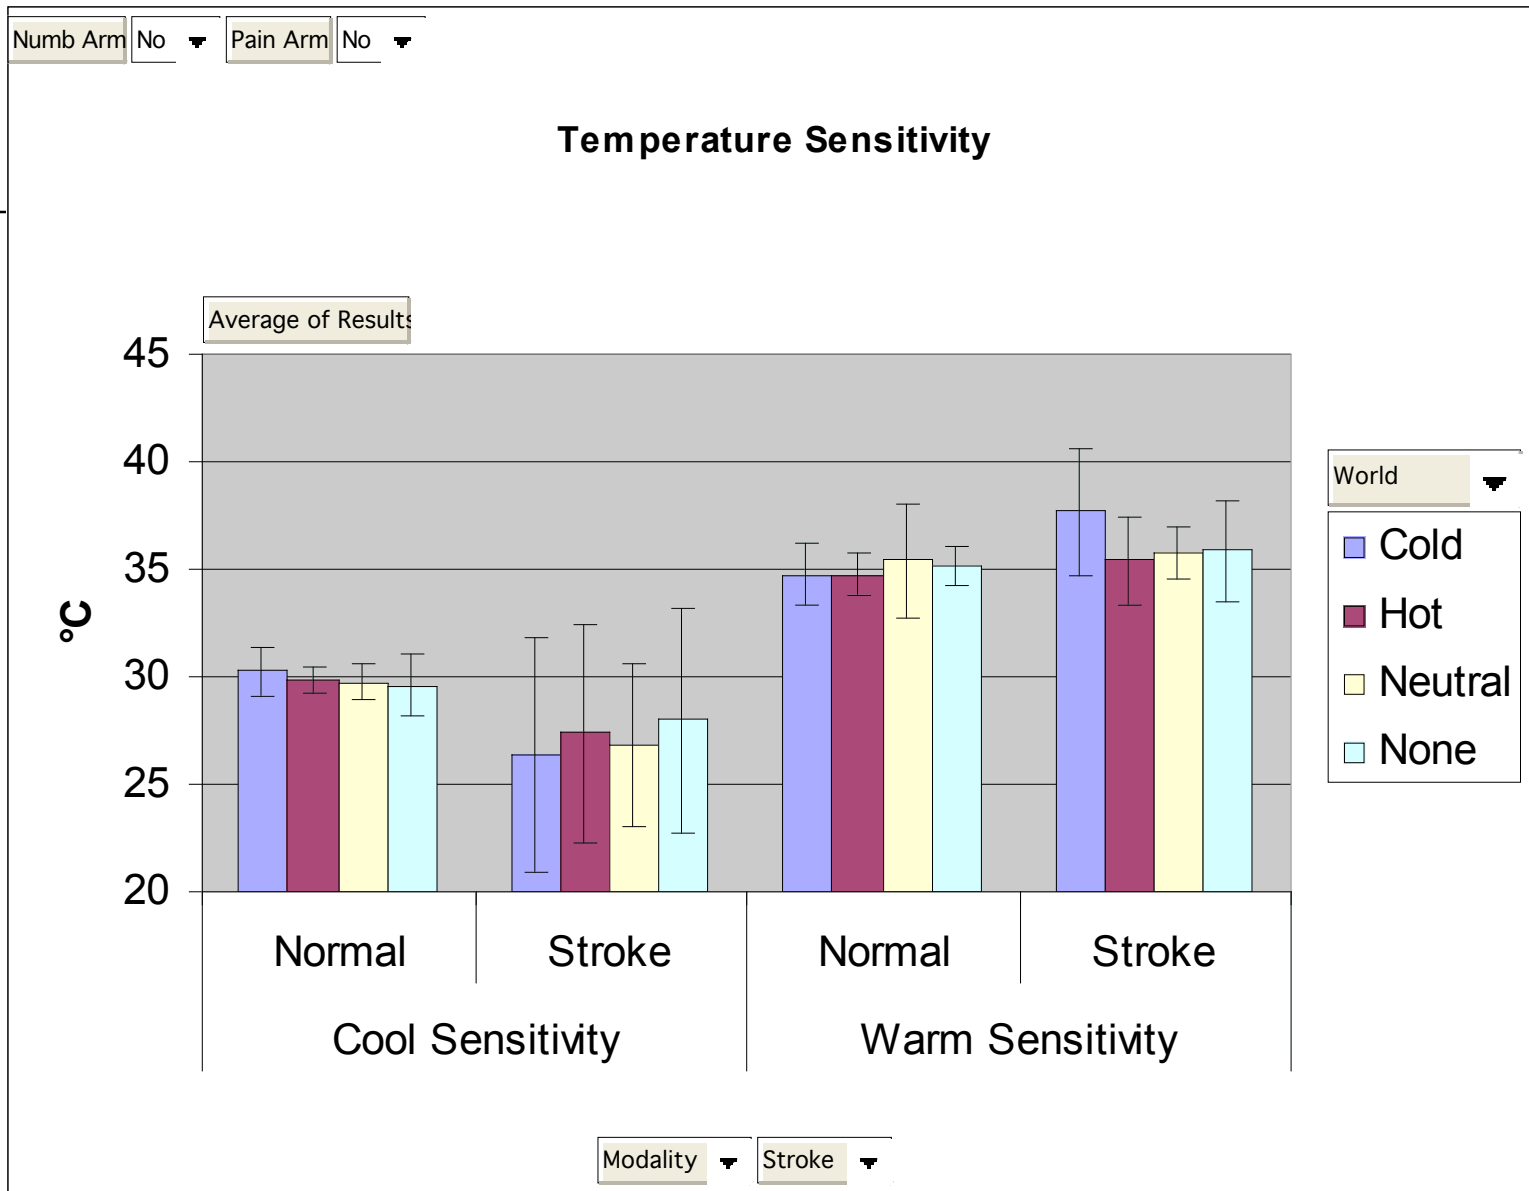 Numb Arm No Pain Arm No
Temperature Sensitivity
Average of Results
45
40
35
30
25
20
°C
World
Cold
Hot
Neutral
None
Normal Stroke Normal Stroke
Cool Sensitivity Warm Sensitivity
Modality Stroke